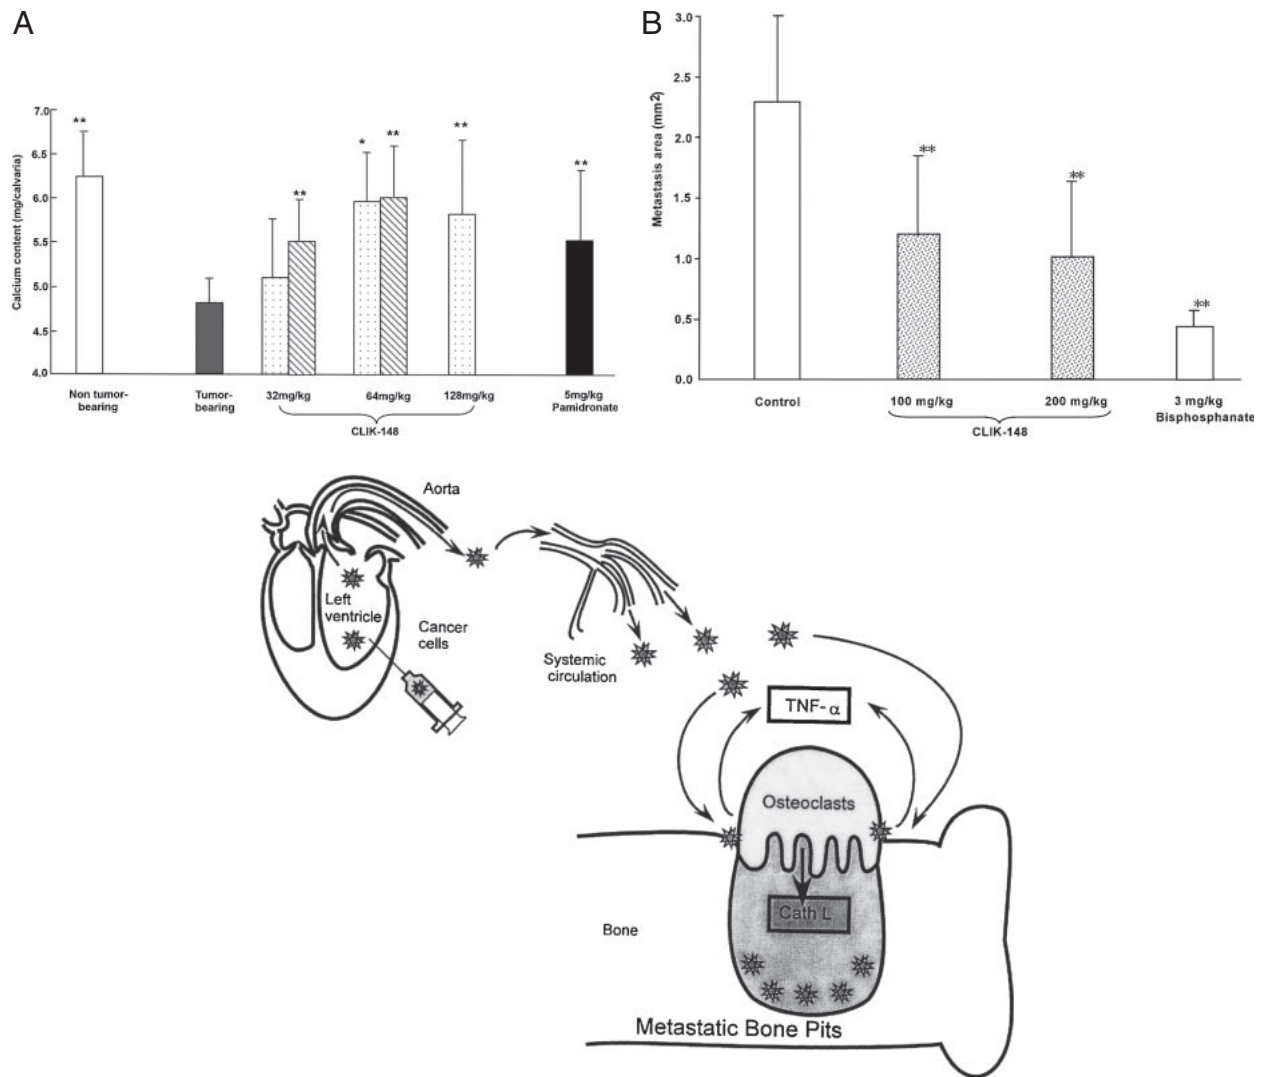 A
Calcium content (mg/calvaria)
7.0
6.5
6.0
5.5
5.0
4.5
4.0
**
**
*
**
**
**
Non tumor-
bearing
Tumor-
bearing
32mg/kg
64mg/kg
128mg/kg
5mg/kg
Pamidronate
CLIK-148
B
Metastasis area (mm2)
3.0
2.5
2.0
1.5
1.0
0.5
0.0
**
**
**
Control
100 mg/kg
200 mg/kg
3 mg/kg
Bisphosphanate
CLIK-148
Aorta
Left
ventricle
Cancer
cells
Systemic
circulation
TNF- α
Osteoclasts
Cath L
Bone
Metastatic Bone Pits